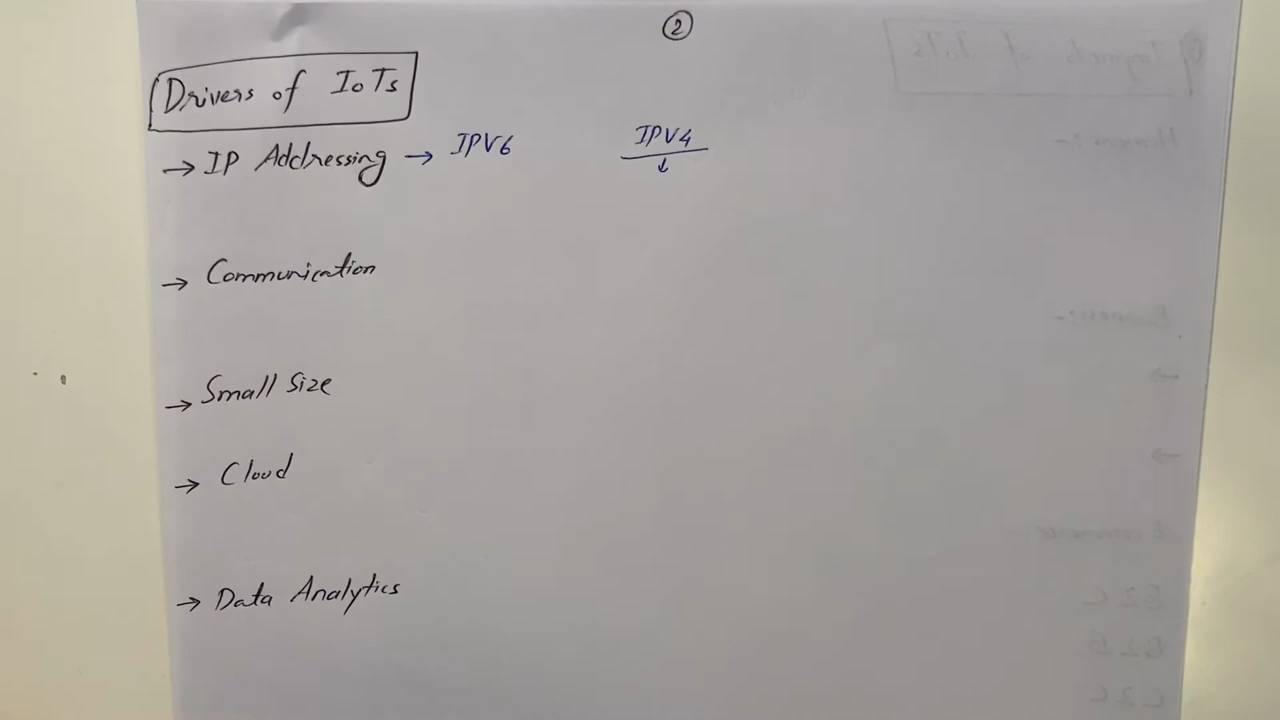 2
Drivers of IoTs
→ IP Addressing → IPV6 IPV4
↓
→ Communication
→ Small Size
→ Cloud
→ Data Analytics